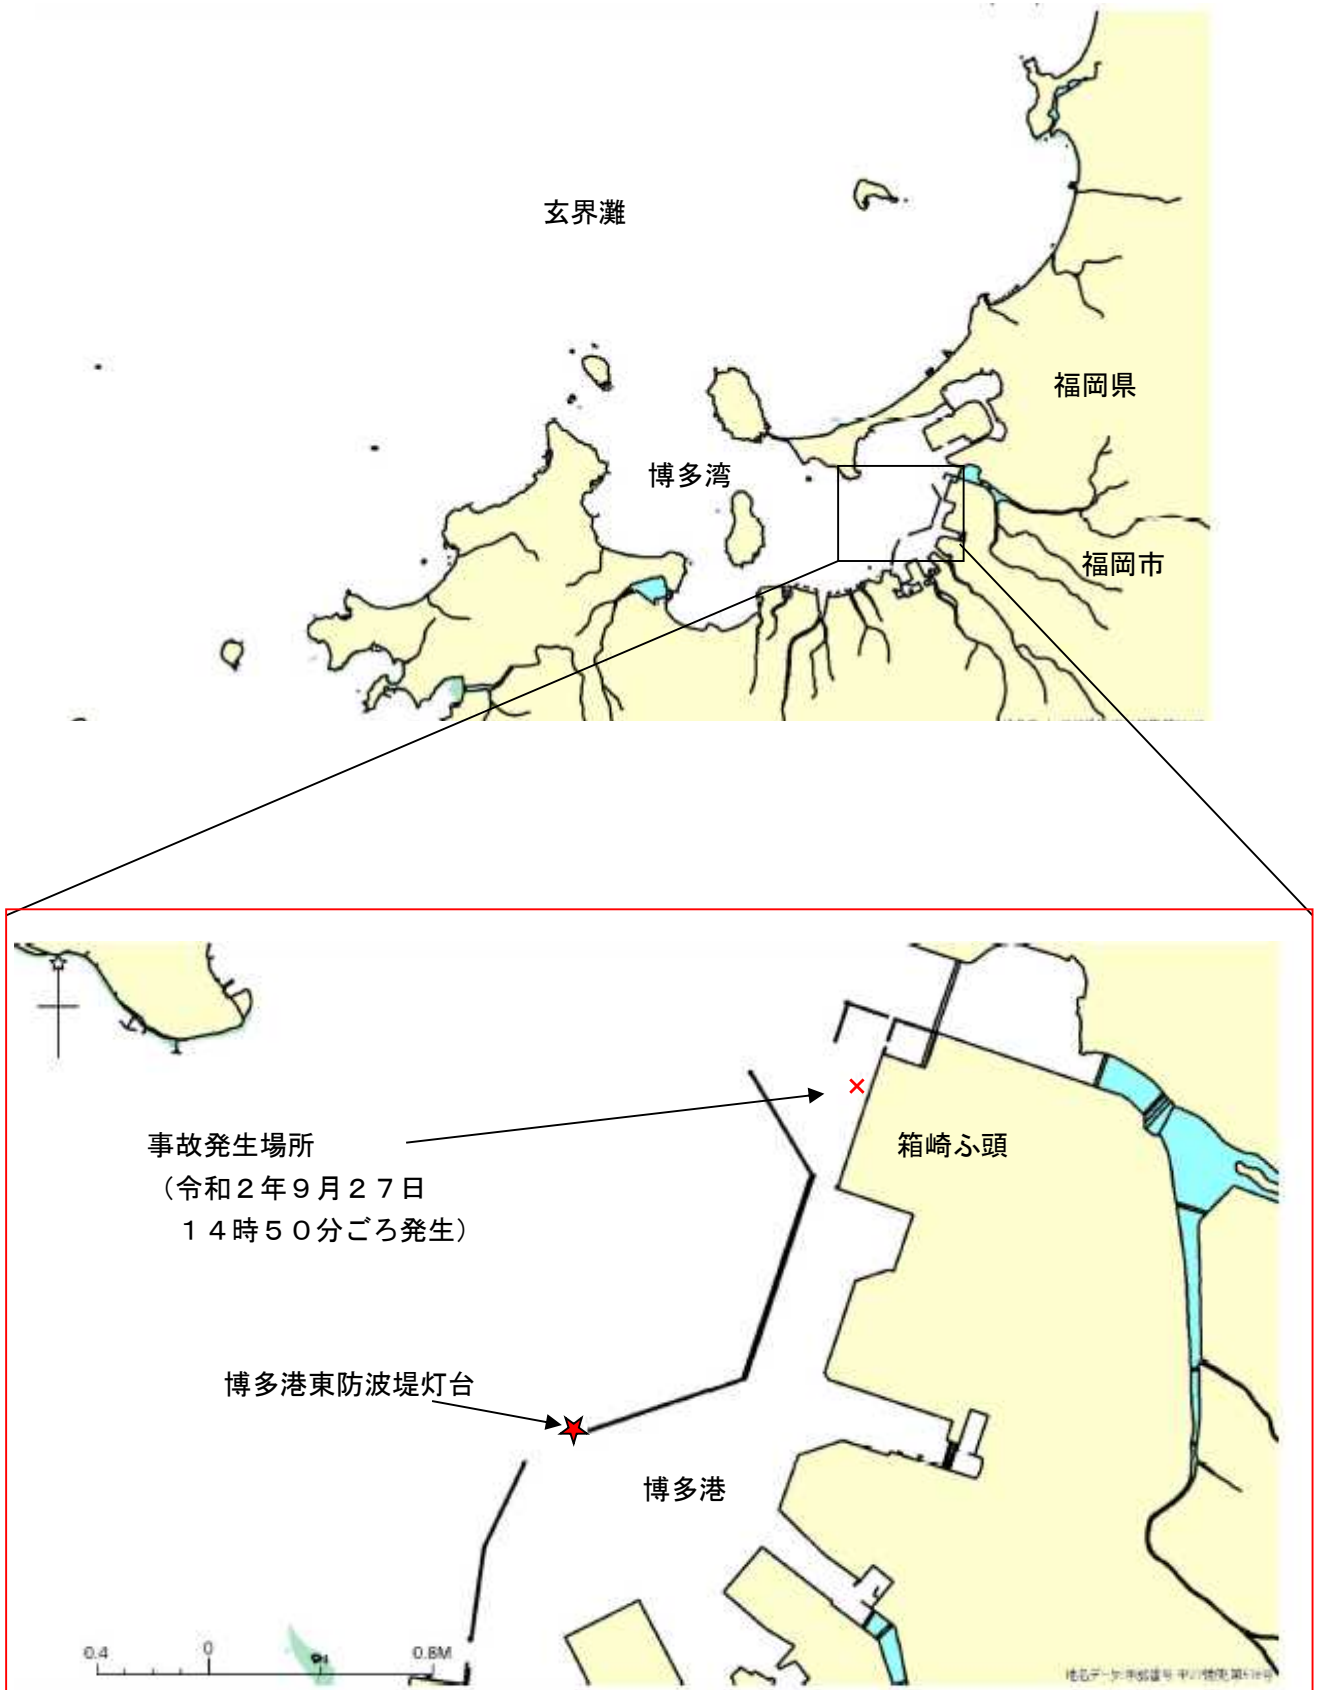 玄界灘
福岡県
博多湾
福岡市
事故発生場所
（令和２年９月２７日
１４時５０分ごろ発生）
箱崎ふ頭
博多港東防波堤灯台
博多港
0.4 0 0.8M